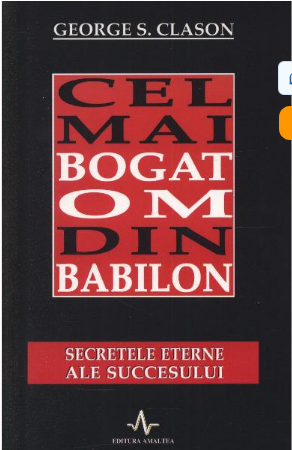 GEORGE S. CLASON
CEL
MAI
BOGAT
OM
DIN
BABILON
SECRETELE ETERNE
ALE SUCCESULUI
EDITURA AMALTEA